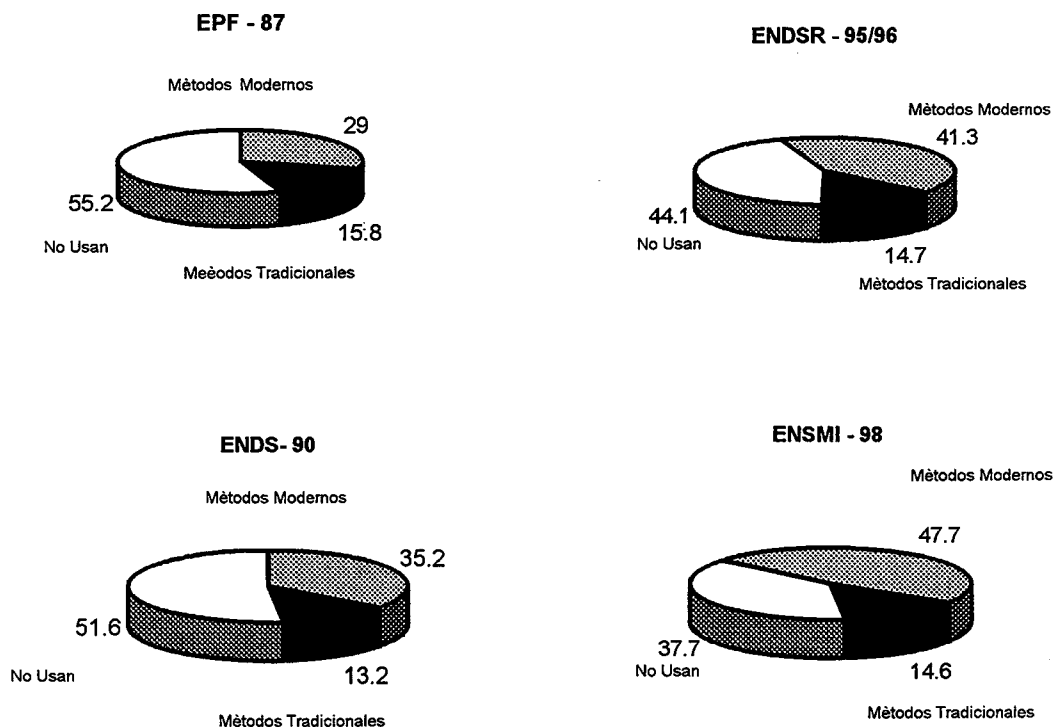 EPF - 87
Mètodos Modernos
29
55.2
15.8
No Usan
Meèodos Tradicionales
ENDSR - 95/96
Mètodos Modernos
41.3
44.1
No Usan
14.7
Mètodos Tradicionales
ENDS- 90
Mètodos Modernos
35.2
51.6
No Usan
13.2
Mètodos Tradicionales
ENSMI - 98
Mètodos Modernos
47.7
37.7
No Usan
14.6
Mètodos Tradicionales